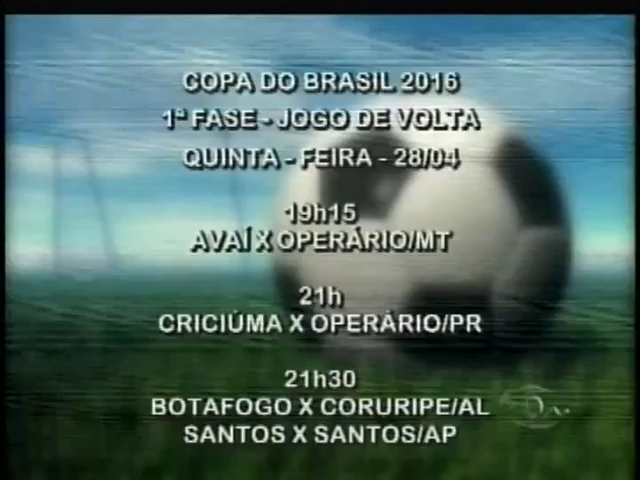 COPA DO BRASIL 2016
1ª FASE - JOGO DE VOLTA
QUINTA - FEIRA - 28/04
19h15
AVAÍ X OPERÁRIO/MT
21h
CRICIÚMA X OPERÁRIO/PR
21h30
BOTAFOGO X CORURIPE/AL
SANTOS X SANTOS/AP